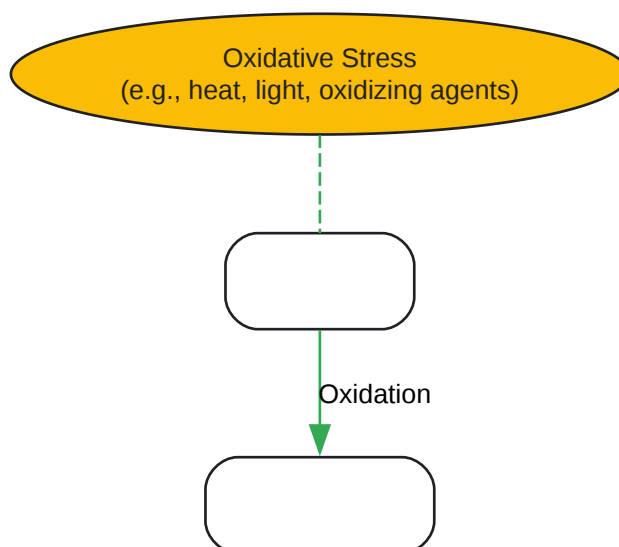 Oxidative Stress
(e.g., heat, light, oxidizing agents)
Oxidation